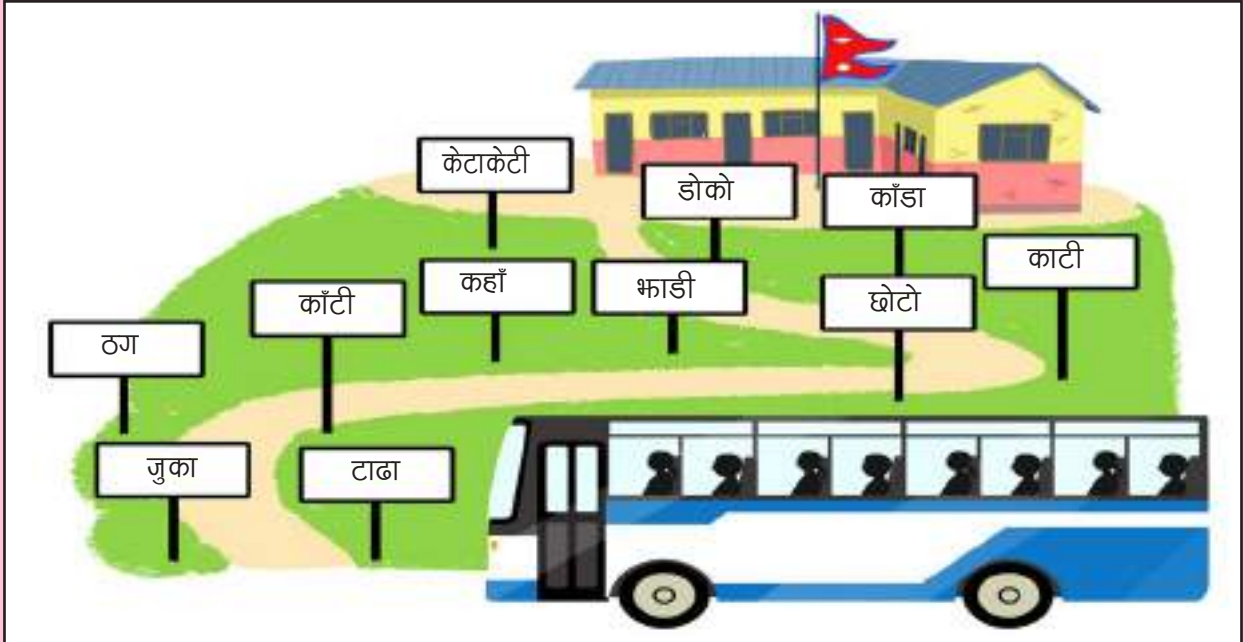 केटाकेटी
डोको
काँडा
काटी
कहाँ
झाडी
छोटो
काँटी
ठग
जुका
टाढा